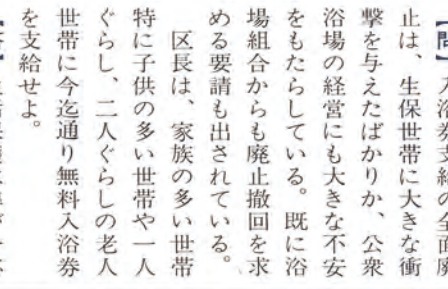 【問】入浴券支給の全面廃
止は、生保世帯に大きな衝
撃を与えたばかりか、公衆
浴場の経営にも大きな不安
をもたらしている。既に浴
場組合からも廃止撤回を求
める要請も出されている。
区長は、家族の多い世帯
特に子供の多い世帯や一人
ぐらし、二人ぐらしの老人
世帯に今迄通り無料入浴券
を支給せよ。